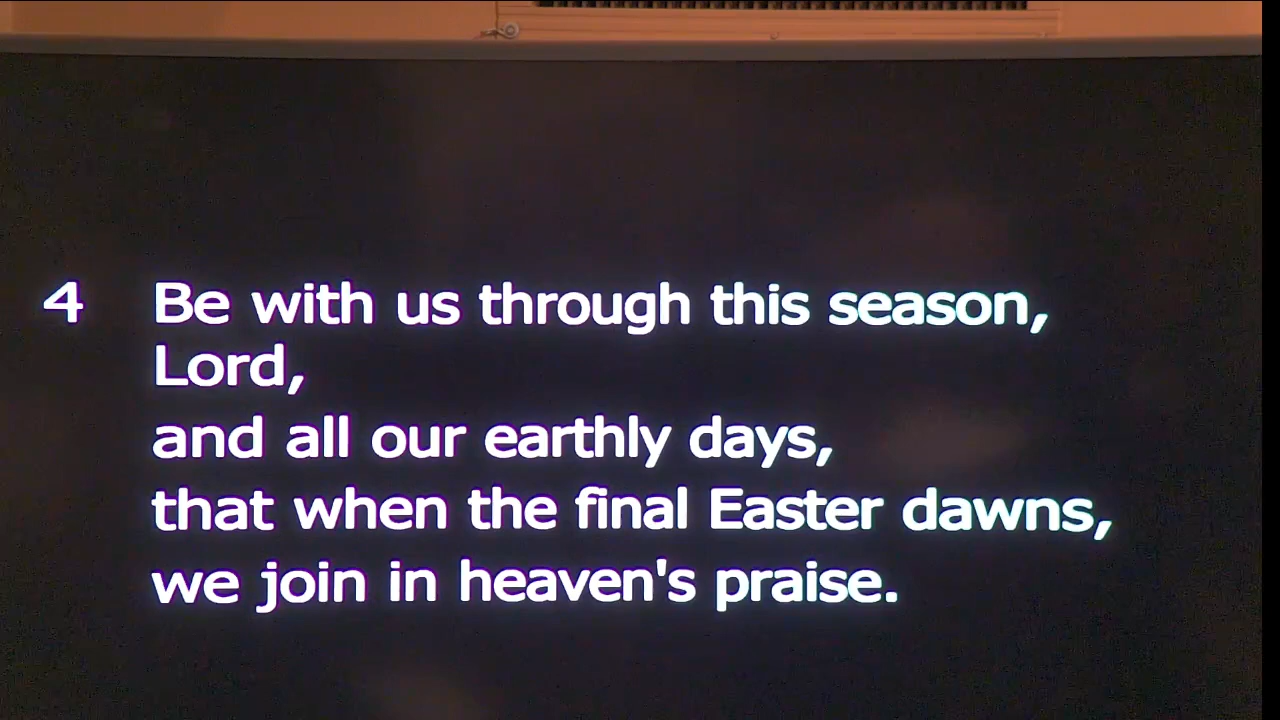 4 Be with us through this season,
Lord,
and all our earthly days,
that when the final Easter dawns,
we join in heaven's praise.